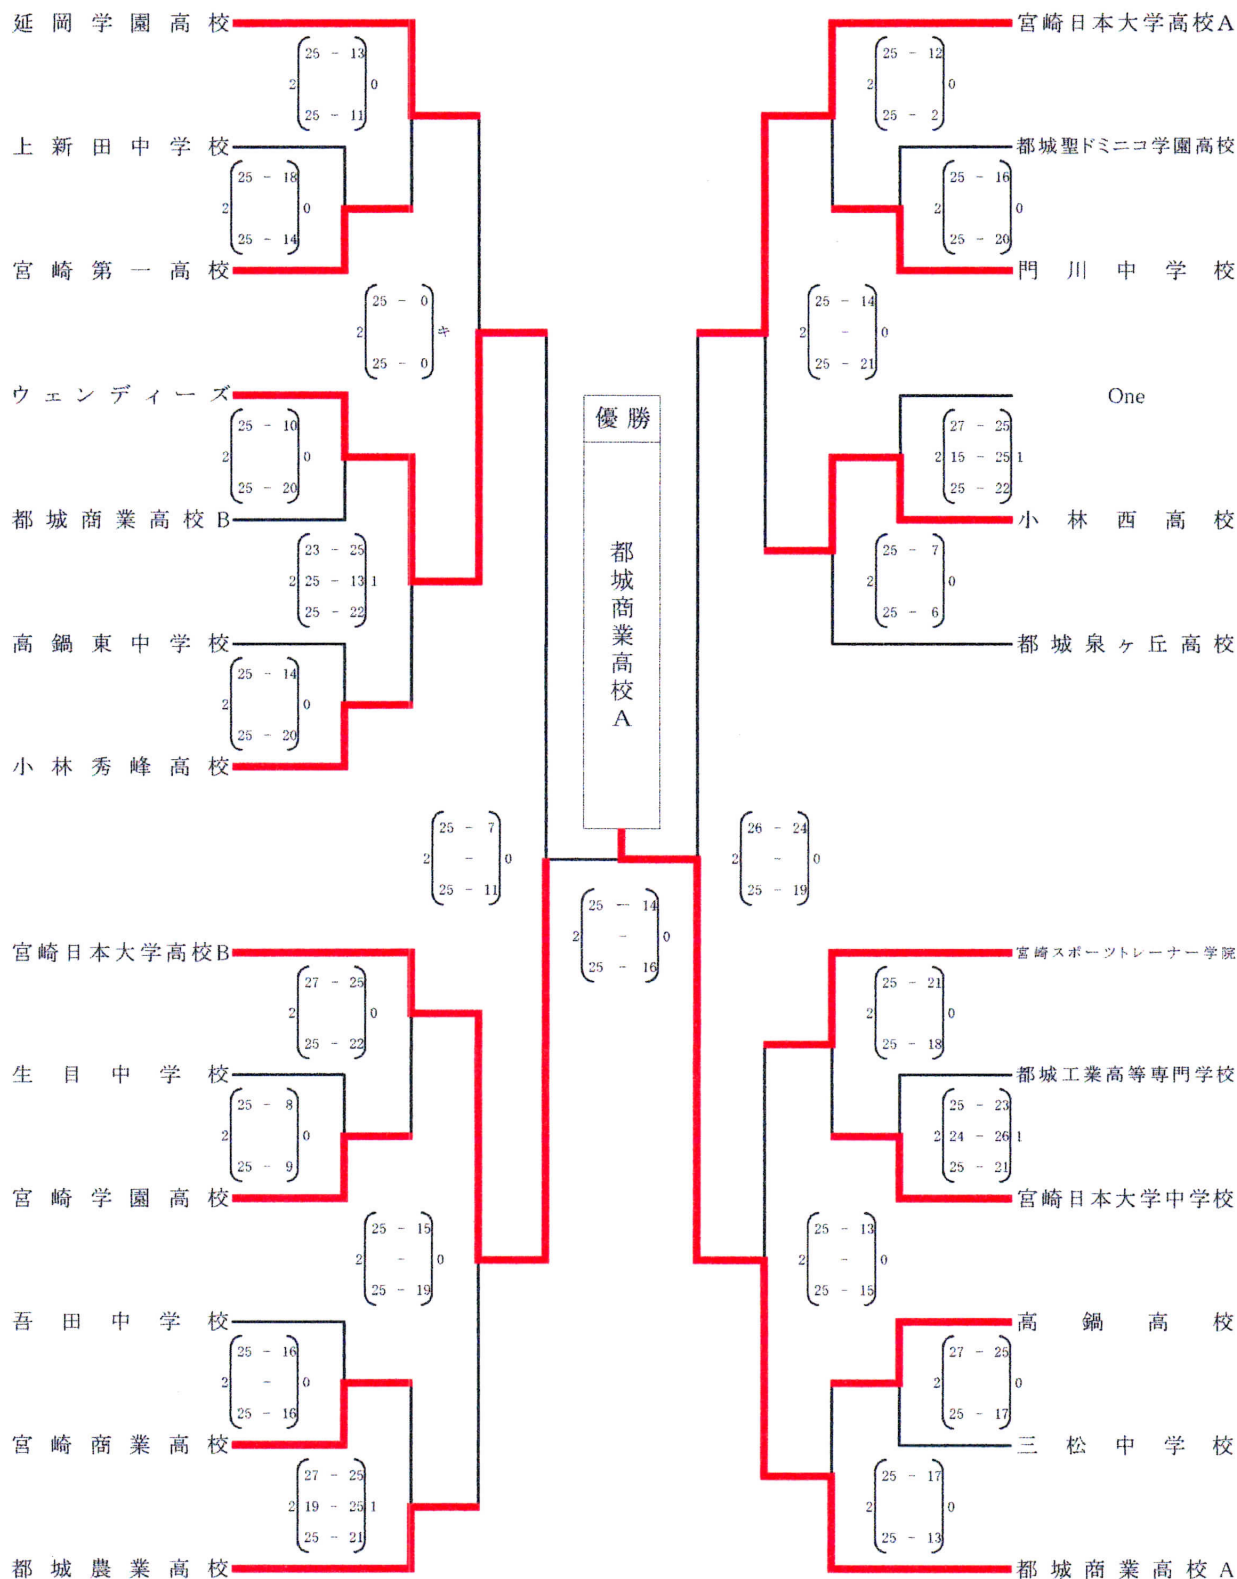 延岡学園高校
25 - 13
2 0
25 - 11
上新田中学校
25 - 18
2 0
25 - 14
宮崎第一高校
25 - 0
2 キ
25 - 0
ウェンディーズ
25 - 10
2 0
25 - 20
都城商業高校B
23 - 25
2 25 - 13 1
25 - 22
高鍋東中学校
25 - 14
2 0
25 - 20
小林秀峰高校
25 - 7
2 - 0
25 - 11
宮崎日本大学高校B
27 - 25
2 0
25 - 22
生目中学校
25 - 8
2 0
25 - 9
宮崎学園高校
25 - 15
2 - 0
25 - 19
吾田中学校
25 - 16
2 - 0
25 - 16
宮崎商業高校
27 - 25
2 19 - 25 1
25 - 21
都城農業高校
優勝
都城商業高校A
25 - 14
2 - 0
25 - 16
宮崎日本大学高校A
25 - 12
2 0
25 - 2
都城聖ドミニコ学園高校
25 - 16
2 0
25 - 20
門川中学校
25 - 14
2 - 0
25 - 21
One
27 - 25
2 15 - 25 1
25 - 22
小林西高校
25 - 7
2 0
25 - 6
都城泉ヶ丘高校
26 - 24
2 - 0
25 - 19
宮崎スポーツトレーナー学院
25 - 21
2 0
25 - 18
都城工業高等専門学校
25 - 23
2 24 - 26 1
25 - 21
宮崎日本大学中学校
25 - 13
2 - 0
25 - 15
高鍋高校
27 - 25
2 0
25 - 17
三松中学校
25 - 17
2 0
25 - 13
都城商業高校A